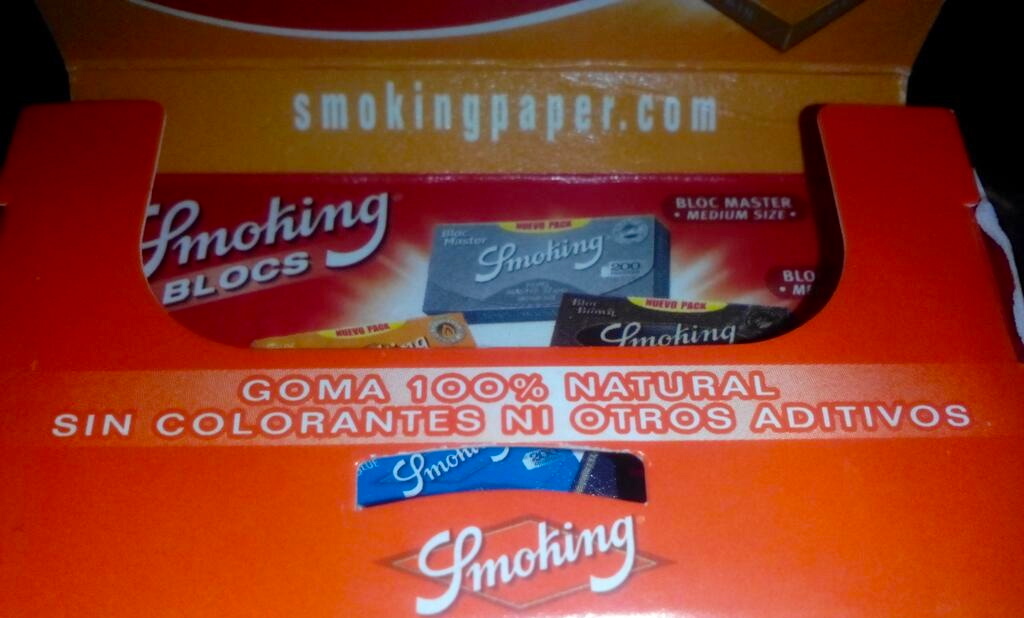 smokingpaper.com
Smoking
BLOCS
BLOC MASTER
• MEDIUM SIZE •
Bloc
Master
NUEVO PACK
Smoking
200
BLO
• M
NUEVO PACK
Smoking
NUEVO PACK
GOMA 100% NATURAL
SIN COLORANTES NI OTROS ADITIVOS
Smoking
Smoking